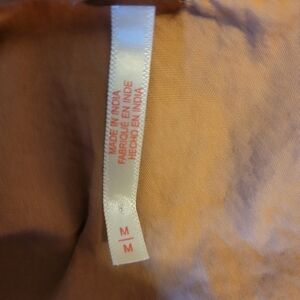 MADE IN INDIA
FABRIQUÉ EN INDE
HECHO EN INDIA
M
M